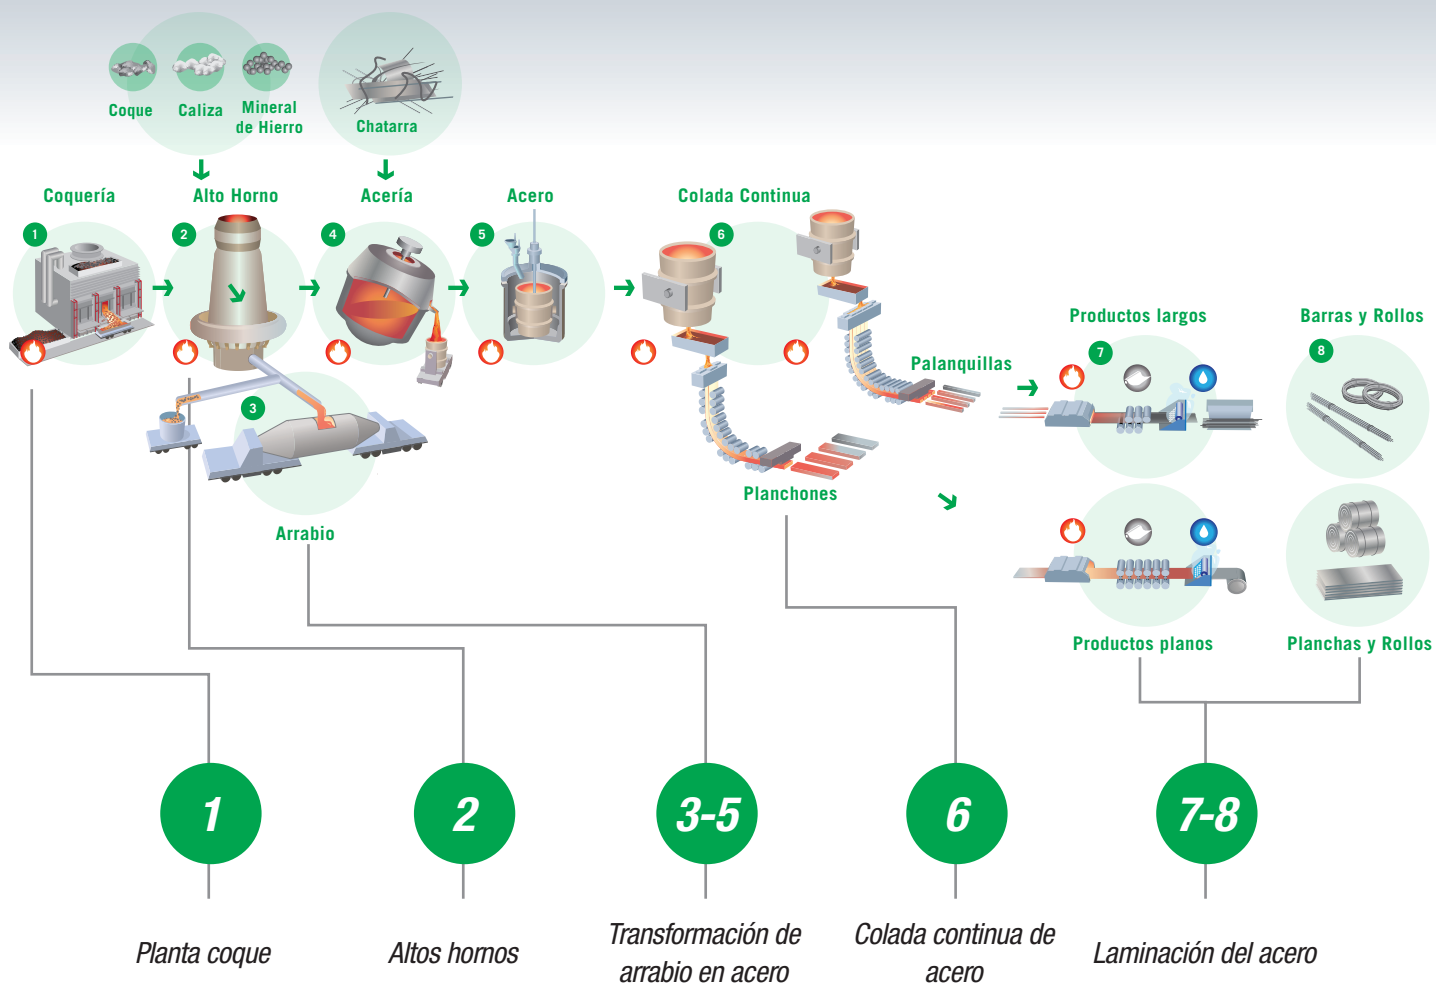 Coque
Caliza
Mineral
de Hierro
Chatarra
Coquería
Alto Horno
Acería
Acero
Colada Continua
1
2
4
5
6
Productos largos
Barras y Rollos
7
8
Palanquillas
3
Planchones
Arrabio
Productos planos
Planchas y Rollos
1
2
3-5
6
7-8
Planta coque
Altos hornos
Transformación de
arrabio en acero
Colada continua de
acero
Laminación del acero